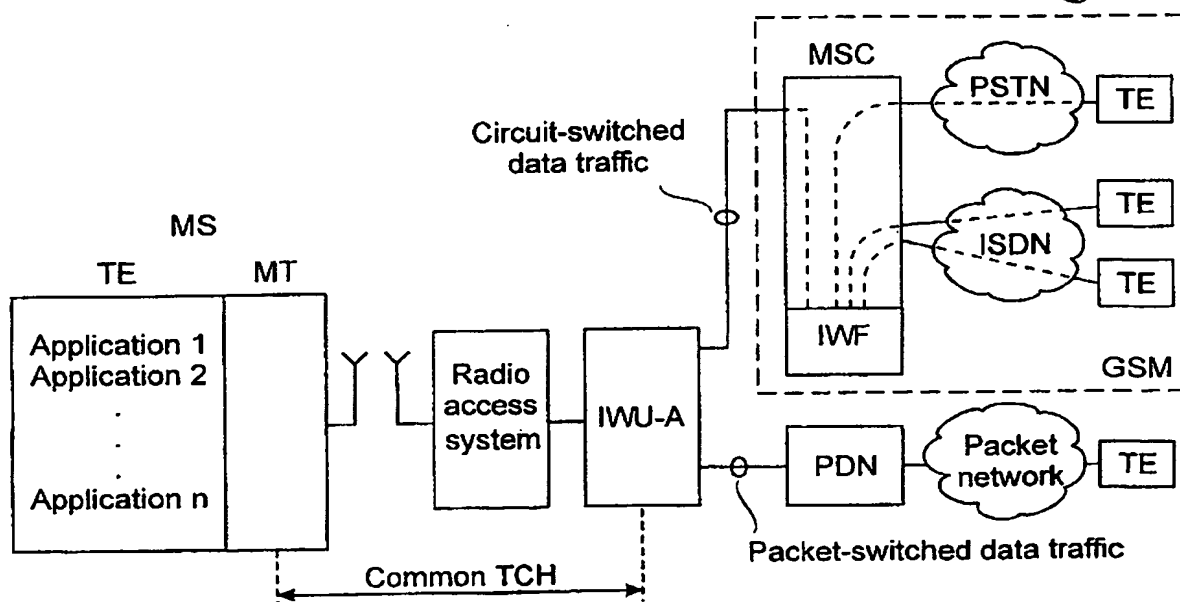 MSC
PSTN
TE
Circuit-switched
data traffic
TE
ISDN
TE
MS
TE
MT
IWF
GSM
Application 1
Application 2
.
.
.
Application n
Radio
access
system
IWU-A
PDN
Packet
network
TE
Packet-switched data traffic
Common TCH